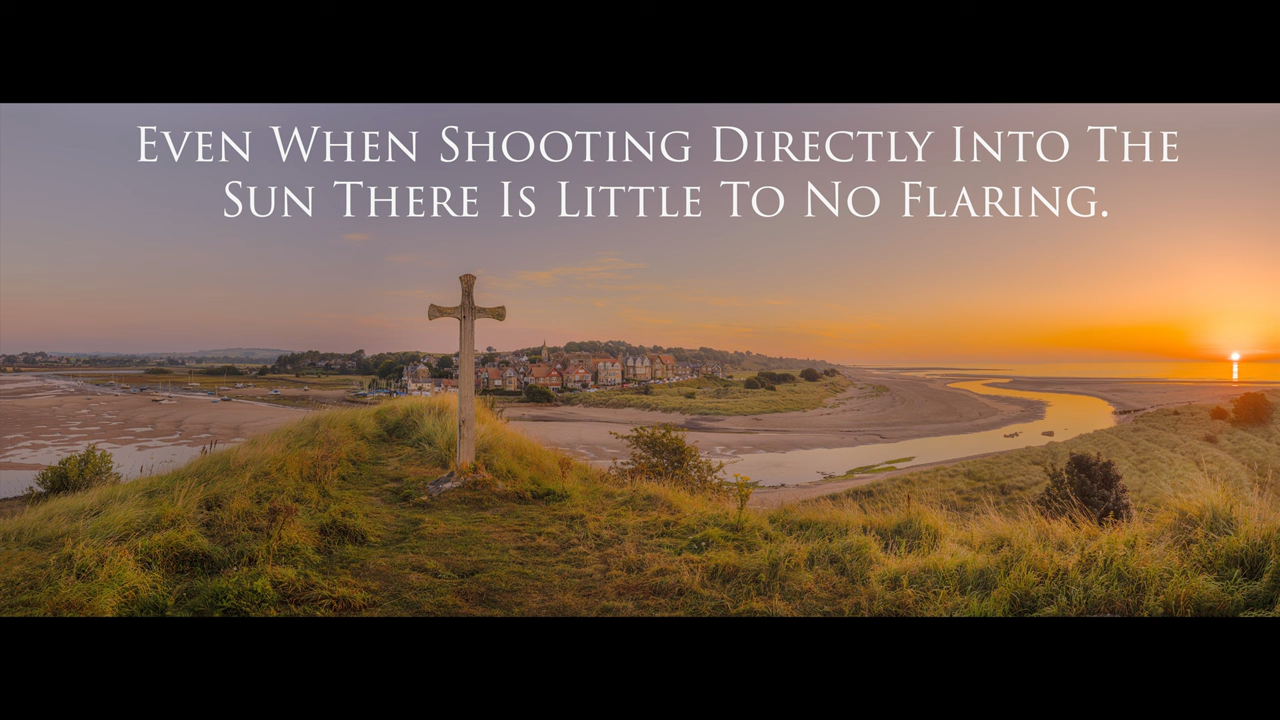 Even When Shooting Directly Into The
Sun There Is Little To No Flaring.